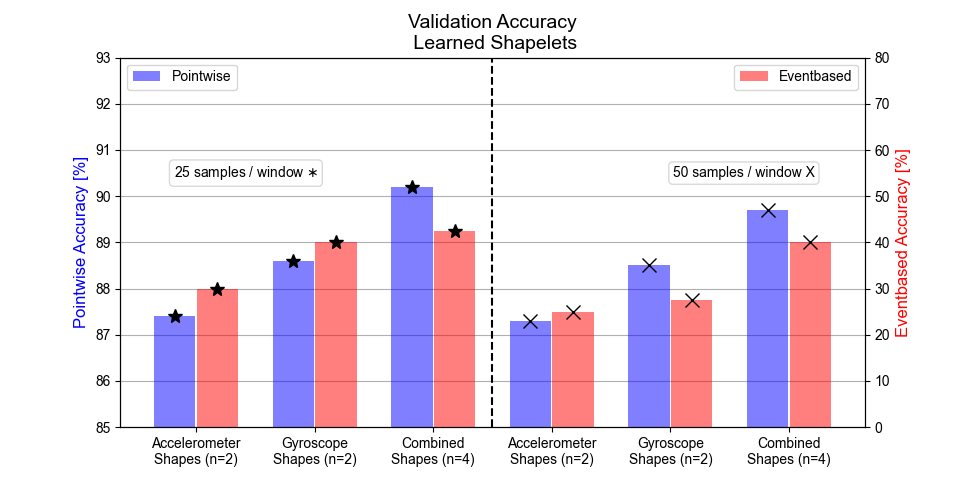 Validation Accuracy
Learned Shapelets
Pointwise
Eventbased
25 samples / window ∗
50 samples / window X
Pointwise Accuracy [%]
93
92
91
90
89
88
87
86
85
Eventbased Accuracy [%]
80
70
60
50
40
30
20
10
0
Accelerometer
Shapes (n=2)
Gyroscope
Shapes (n=2)
Combined
Shapes (n=4)
Accelerometer
Shapes (n=2)
Gyroscope
Shapes (n=2)
Combined
Shapes (n=4)